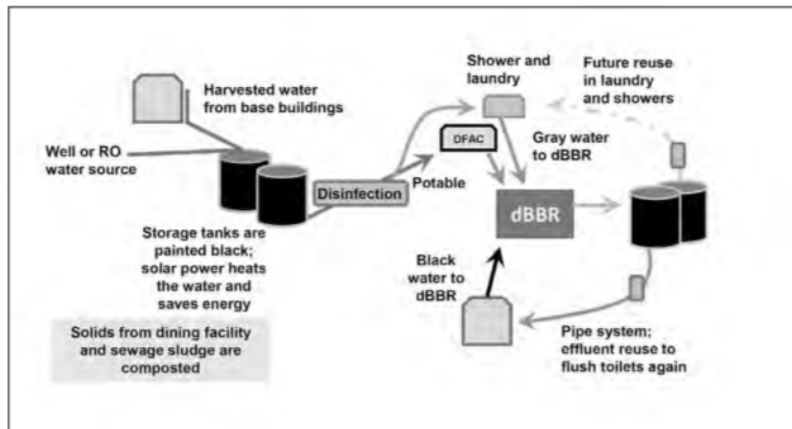 Harvested water
from base buildings
Well or RO
water source
Storage tanks are
painted black;
solar power heats
the water and
saves energy
Solids from dining facility
and sewage sludge are
composted
Disinfection
Potable
DFAC
Shower and
laundry
Gray water
to dBBR
dBBR
Black
water to
dBBR
Future reuse
in laundry
and showers
Pipe system;
effluent reuse to
flush toilets again